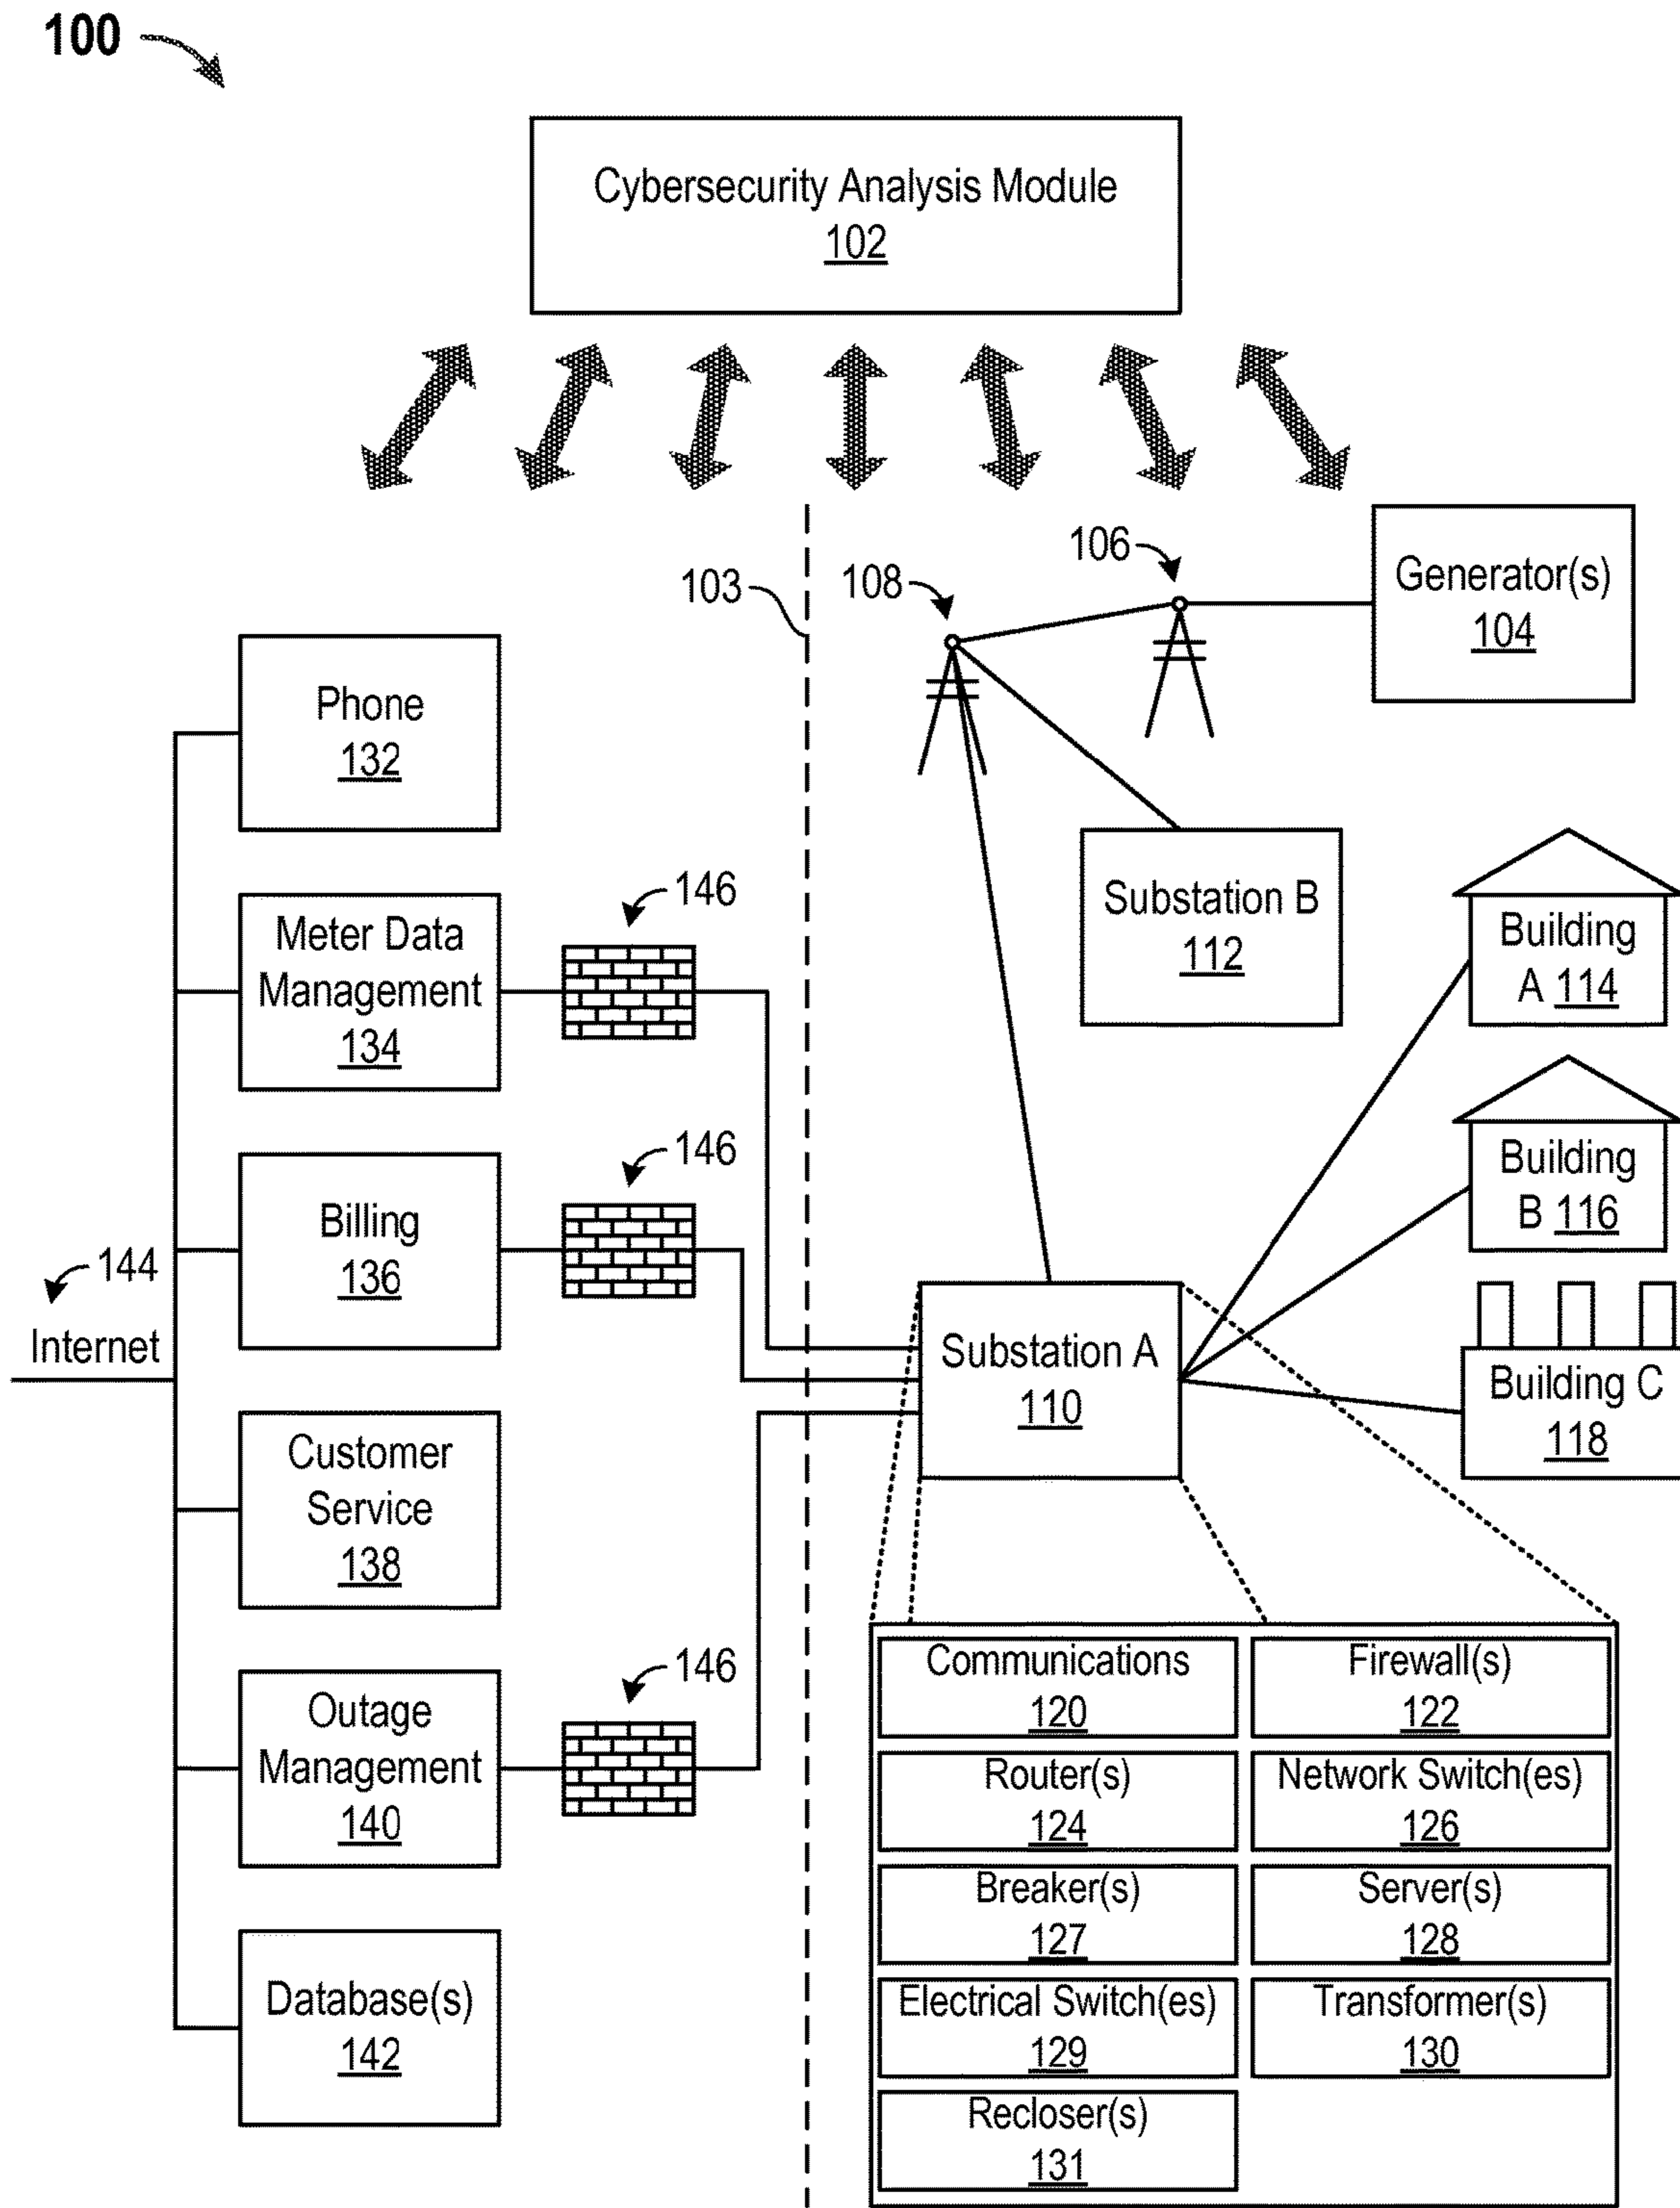 100
Cybersecurity Analysis Module
102
103
108
106
Generator(s)
104
Phone
132
Meter Data
Management
134
146
Substation B
112
Building
A 114
Billing
136
146
Building
B 116
144
Internet
Substation A
110
Building C
118
Customer
Service
138
Outage
Management
140
146
Database(s)
142
Communications
120
Firewall(s)
122
Router(s)
124
Network Switch(es)
126
Breaker(s)
127
Server(s)
128
Electrical Switch(es)
129
Transformer(s)
130
Recloser(s)
131